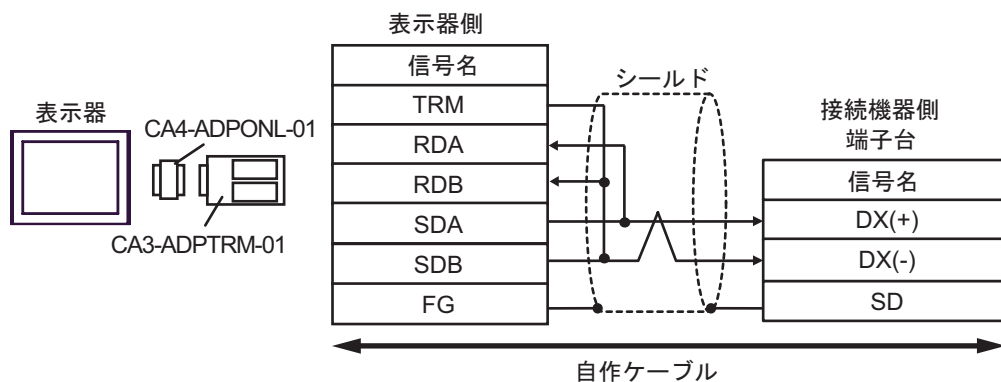 表示器
CA4-ADPONL-01
CA3-ADPTRM-01
表示器側
信号名
TRM
RDA
RDB
SDA
SDB
FG
シールド
接続機器側
端子台
信号名
DX(+)
DX(-)
SD
自作ケーブル